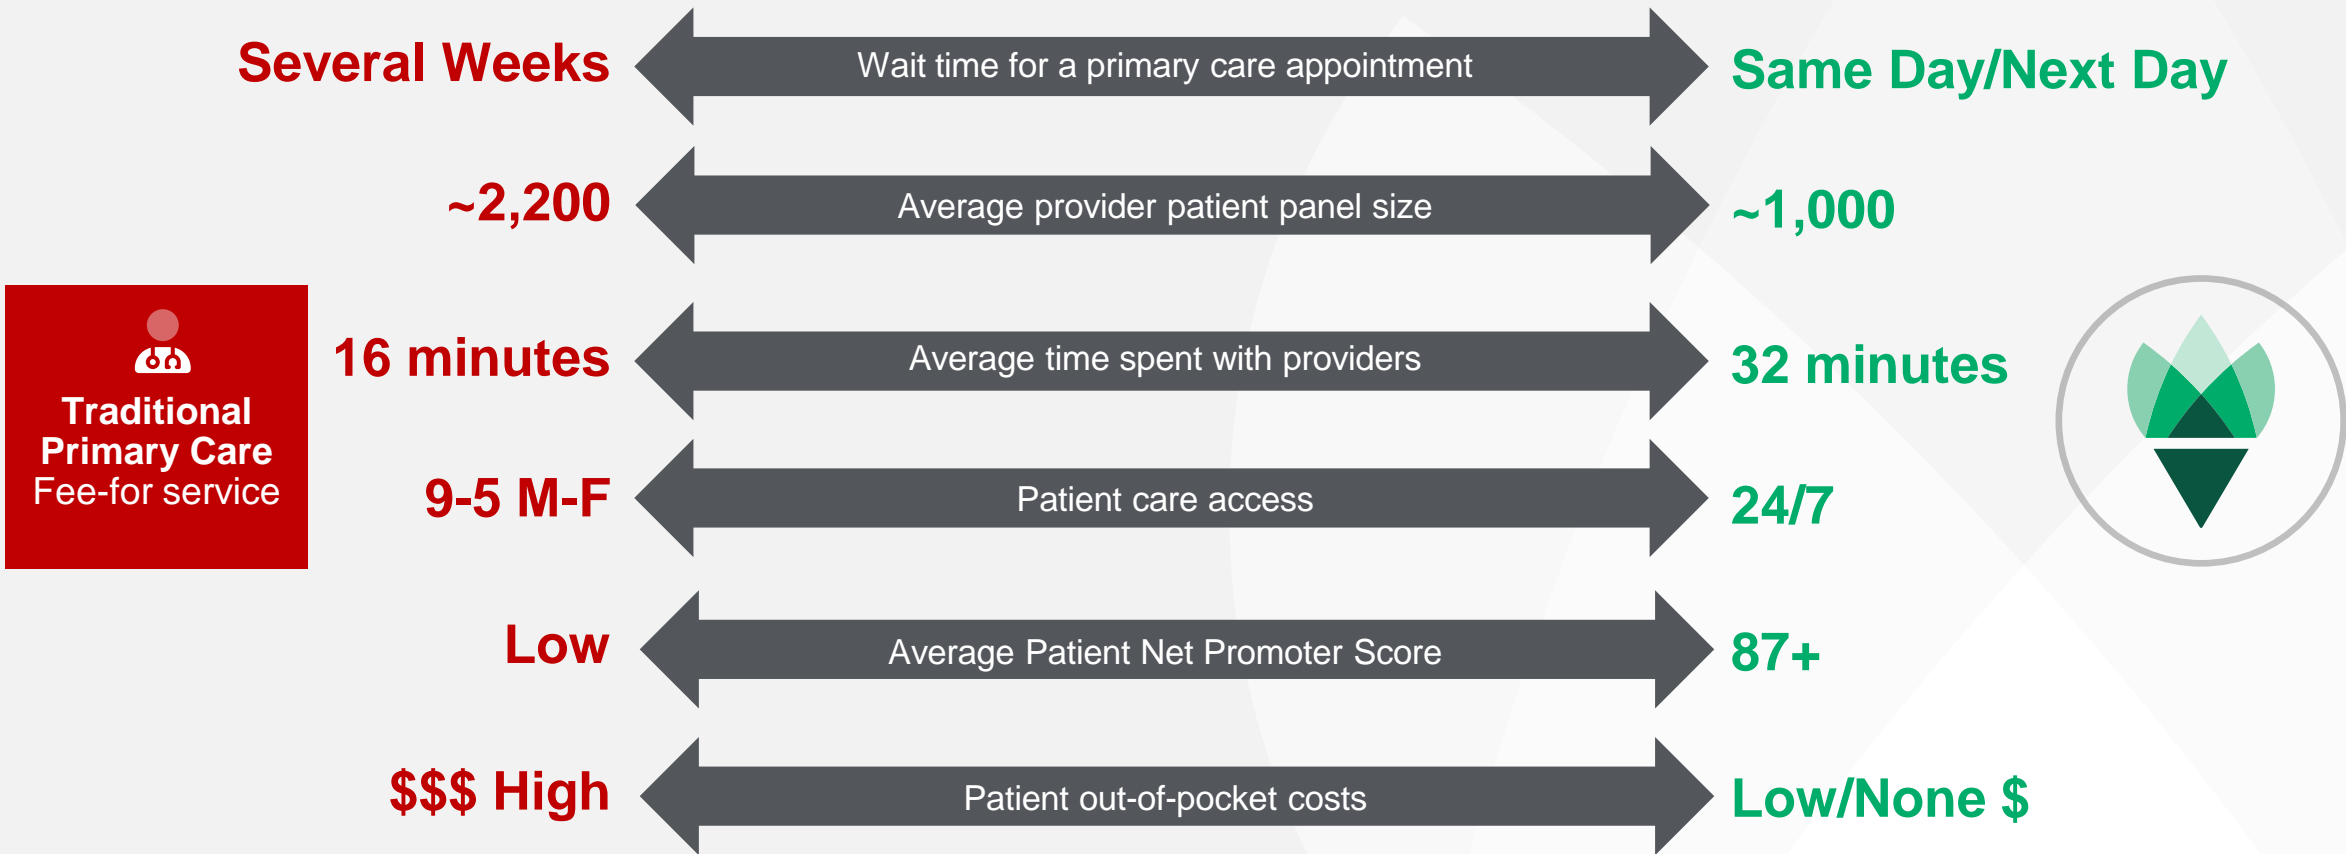 Several Weeks
Wait time for a primary care appointment
Same Day/Next Day
~2,200
Average provider patient panel size
~1,000
Traditional
Primary Care
Fee-for service
16 minutes
Average time spent with providers
32 minutes
9-5 M-F
Patient care access
24/7
Low
Average Patient Net Promoter Score
87+
$$$ High
Patient out-of-pocket costs
Low/None $